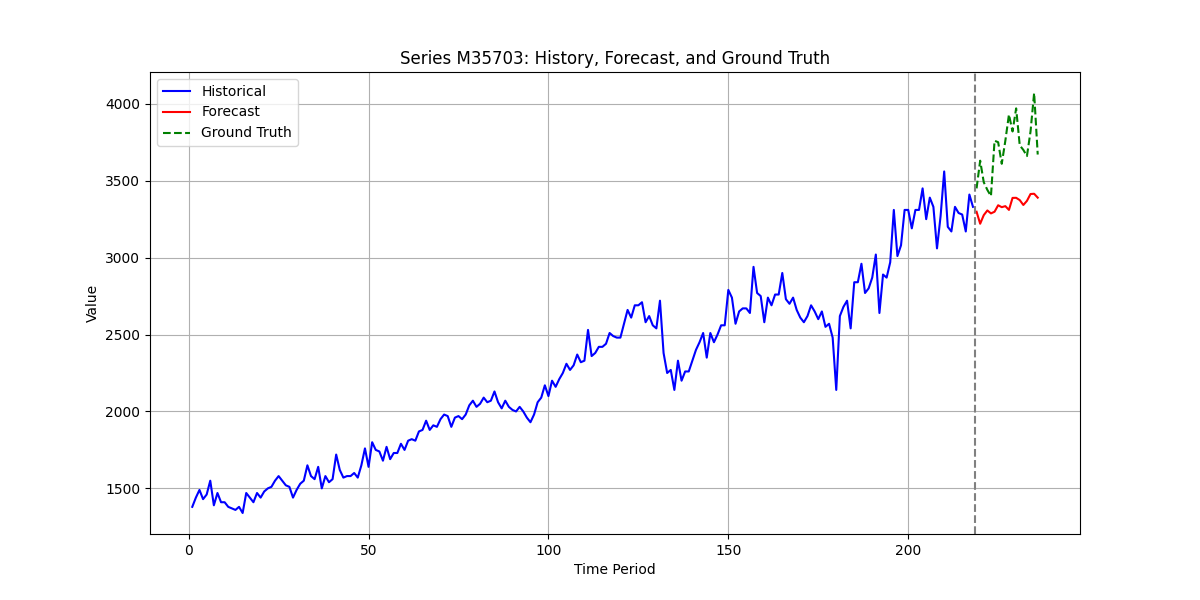 Series M35703: History, Forecast, and Ground Truth
Historical
Forecast
Ground Truth
Value
4000
3500
3000
2500
2000
1500
0
50
100
150
200
Time Period